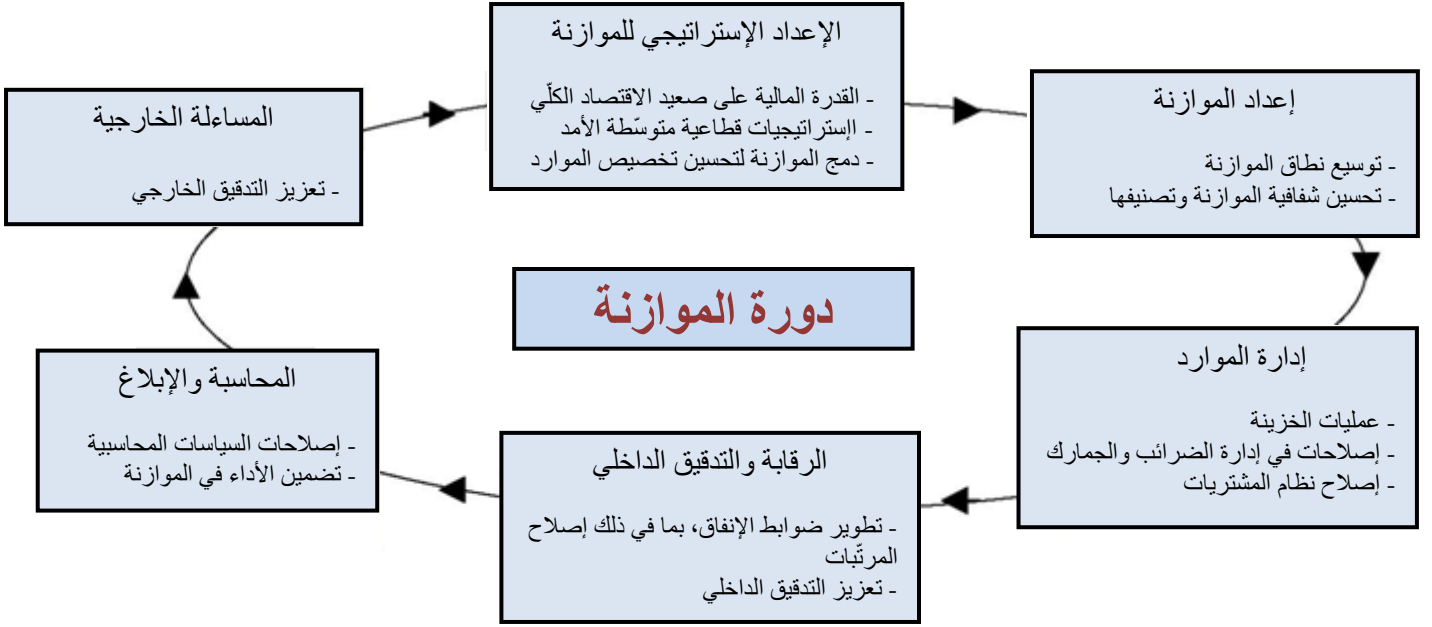 الإعداد الإستراتيجي للموازنة
- القدرة المالية على صعيد الاقتصاد الكلّي
- اإستراتيجيات قطاعية متوسّطة الأمد
- دمج الموازنة لتحسين تخصيص الموارد
إعداد الموازنة
- توسيع نطاق الموازنة
- تحسين شفافية الموازنة وتصنيفها
إدارة الموارد
- عمليات الخزينة
- إصلاحات في إدارة الضرائب والجمارك
- إصلاح نظام المشتريات
الرقابة والتدقيق الداخلي
- تطوير ضوابط الإنفاق، بما في ذلك إصلاح
المرتّبات
- تعزيز التدقيق الداخلي
المحاسبة والإبلاغ
- إصلاحات السياسات المحاسبية
- تضمين الأداء في الموازنة
المساءلة الخارجية
- تعزيز التدقيق الخارجي
دورة الموازنة